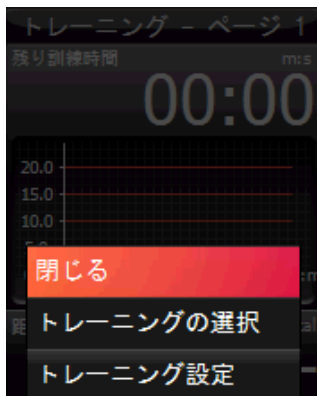 トレーニング – ページ 1
残り訓練時間 m:s
00:00
20.0
15.0
10.0
閉じる
トレーニングの選択
トレーニング設定